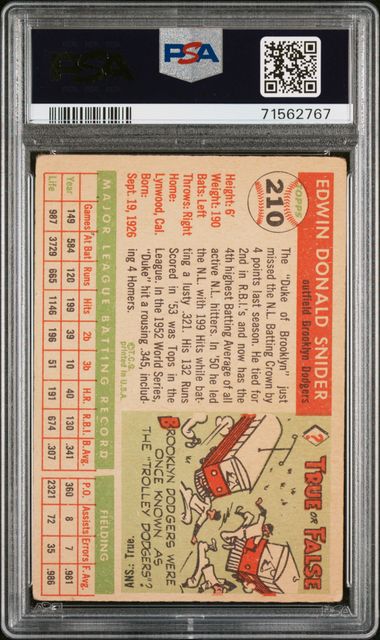 PSA
PSA
71562767
TOPPS
210
EDWIN DONALD SNIDER
outfield Brooklyn Dodgers
Height: 6'
Weight: 190
Bats: Left
Throws: Right
Home:
Lynwood, Cal.
Born:
Sept. 19, 1926
The "Duke of Brooklyn" just
missed the N.L. Batting Crown by
4 points last season. He tied for
2nd in R.B.I.'s and now has the
4th highest Batting Average of all
active N.L. hitters. In '50 he led
the N.L. with 199 Hits while bat-
ting a lusty .321. His 132 Runs
Scored in '53 was Tops in the
League. In the 1952 World Series,
"Duke" hit a rousing .345, includ-
ing 4 Homers.
©T.C.G.
printed in U.S.A.
?
TRUE OR FALSE
BROOKLYN DODGERS WERE
ONCE KNOWN AS
THE "TROLLEY DODGERS"?
ANS.: True.
MAJOR LEAGUE BATTING RECORD FIELDING
Games At Bat Runs Hits 2b 3b H.R. R.B.I. B. Avg. P.O. Assists Errors F. Avg.
Year 149 584 120 199 39 10 40 130 .341 360 8 7 .981
Life 987 3729 665 1146 196 51 191 674 .307 2321 72 35 .986